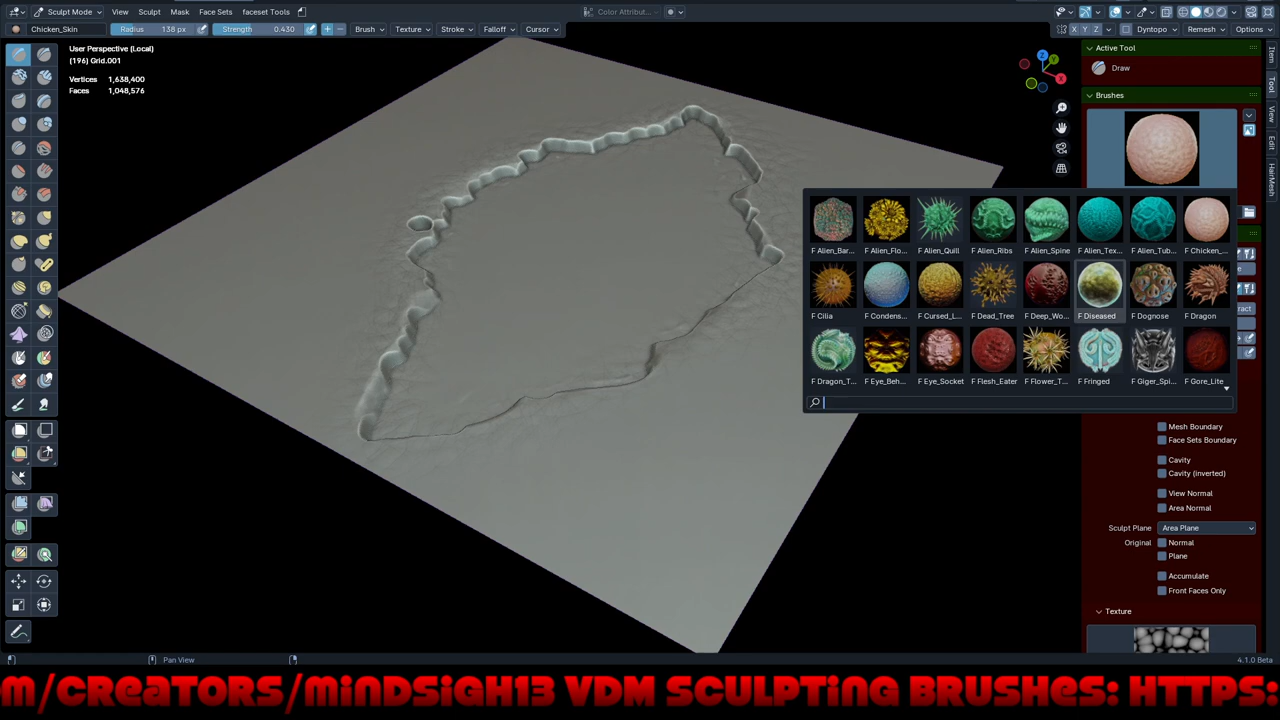 Sculpt Mode View Sculpt Mask Face Sets faceset Tools Color Attribut...
Chicken_Skin Radius 138 px Strength 0.430 Brush Texture Stroke Falloff Cursor X Y Z Dyntopo Remesh Options
User Perspective (Local)
(196) Grid.001
Vertices 1,638,400
Faces 1,048,576
Z Y X
Active Tool
Draw
Brushes
Item
Tool
View
Edit
HairMesh
F Alien_Bar... F Alien_Flo... F Alien_Quill F Alien_Ribs F Alien_Spine F Alien_Tex... F Alien_Tub... F Chicken_...
F Cilia F Condens... F Cursed_L... F Dead_Tree F Deep_Wo... F Diseased F Dognose F Dragon
F Dragon_T... F Eye_Beh... F Eye_Socket F Flesh_Eater F Flower_T... F Fringed F Giger_Spi... F Gore_Lite
Mesh Boundary
Face Sets Boundary
Cavity
Cavity (inverted)
View Normal
Area Normal
Sculpt Plane Area Plane
Original Normal
Plane
Accumulate
Front Faces Only
Texture
Pan View 4.1.0 Beta
m/creators/mindsigh13 VDM Sculpting Brushes: https: